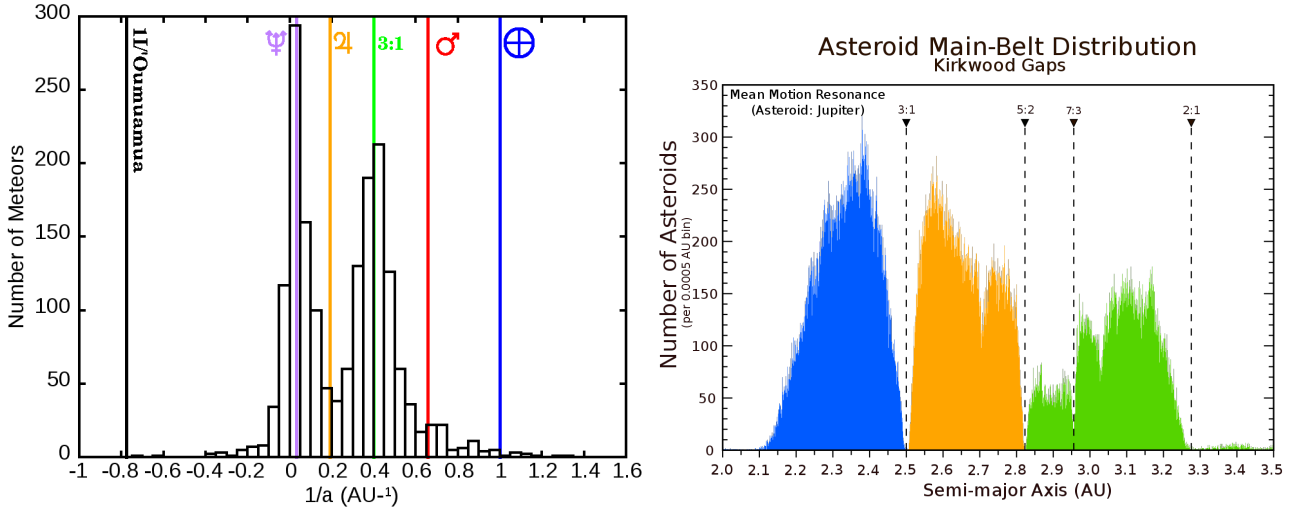 300
250
200
150
100
50
0
Number of Meteors
1I/'Oumuamua
♆
♃
3:1
♂
⊕
-1 -0.8 -0.6 -0.4 -0.2 0 0.2 0.4 0.6 0.8 1 1.2 1.4 1.6
1/a (AU-1)
Asteroid Main-Belt Distribution
Kirkwood Gaps
350
300
250
200
150
100
50
0
Number of Asteroids
(per 0.0005 AU bin)
Mean Motion Resonance
(Asteroid: Jupiter)
3:1
5:2
7:3
2:1
2.0 2.1 2.2 2.3 2.4 2.5 2.6 2.7 2.8 2.9 3.0 3.1 3.2 3.3 3.4 3.5
Semi-major Axis (AU)